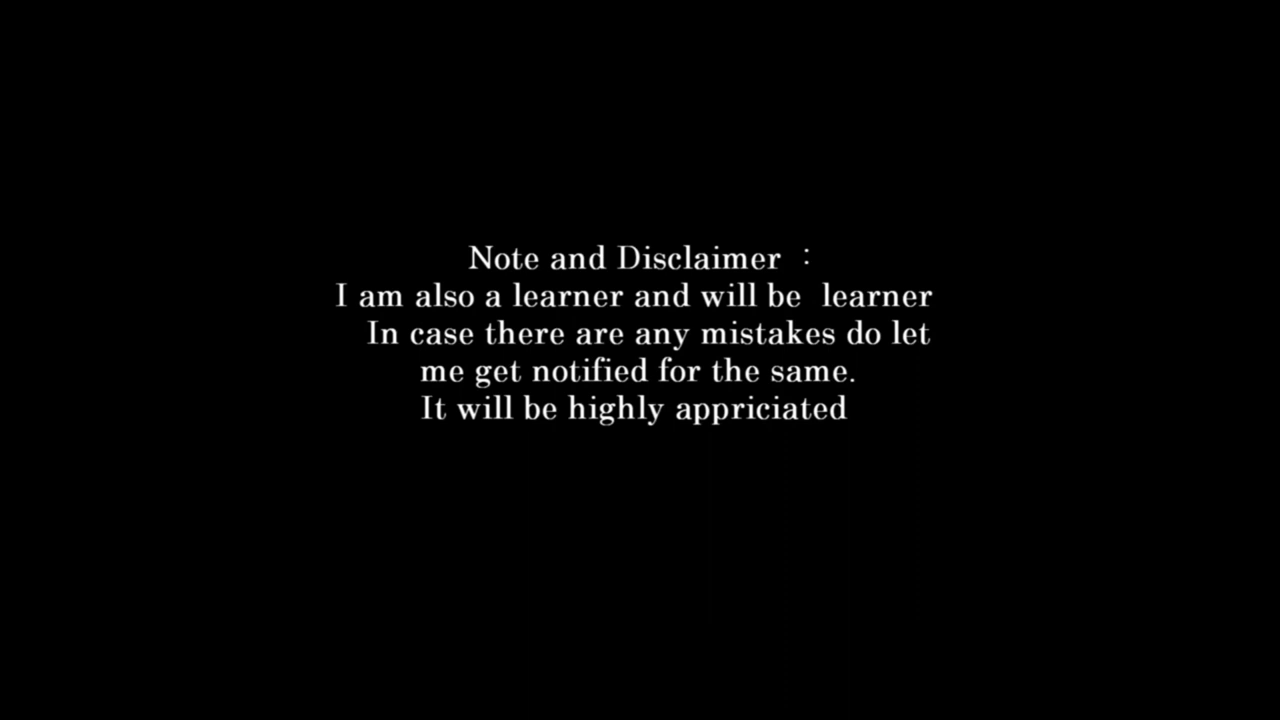 Note and Disclaimer :
I am also a learner and will be learner
In case there are any mistakes do let
me get notified for the same.
It will be highly appriciated